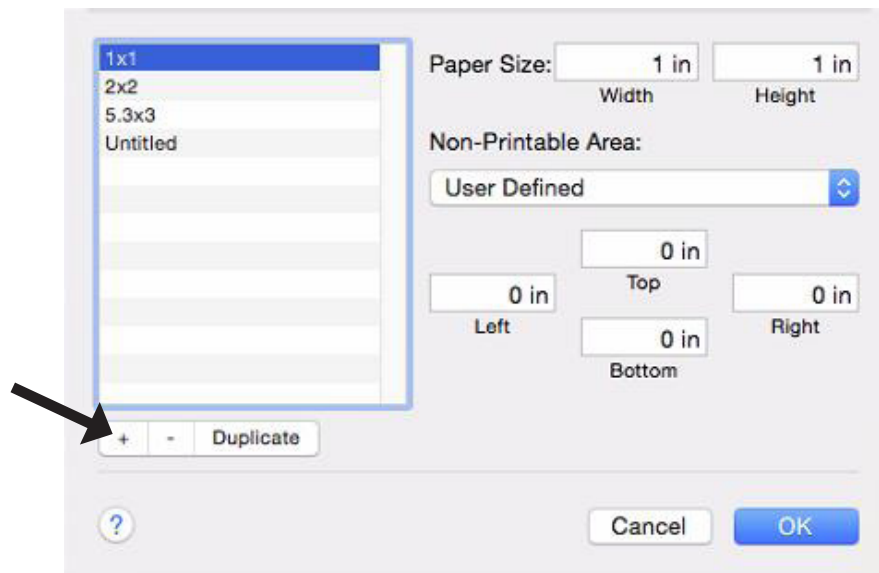 1x1
2x2
5.3x3
Untitled
+ - Duplicate
Paper Size: 1 in 1 in
Width Height
Non-Printable Area:
User Defined
0 in
Top
0 in 0 in
Left Right
0 in
Bottom
? Cancel OK